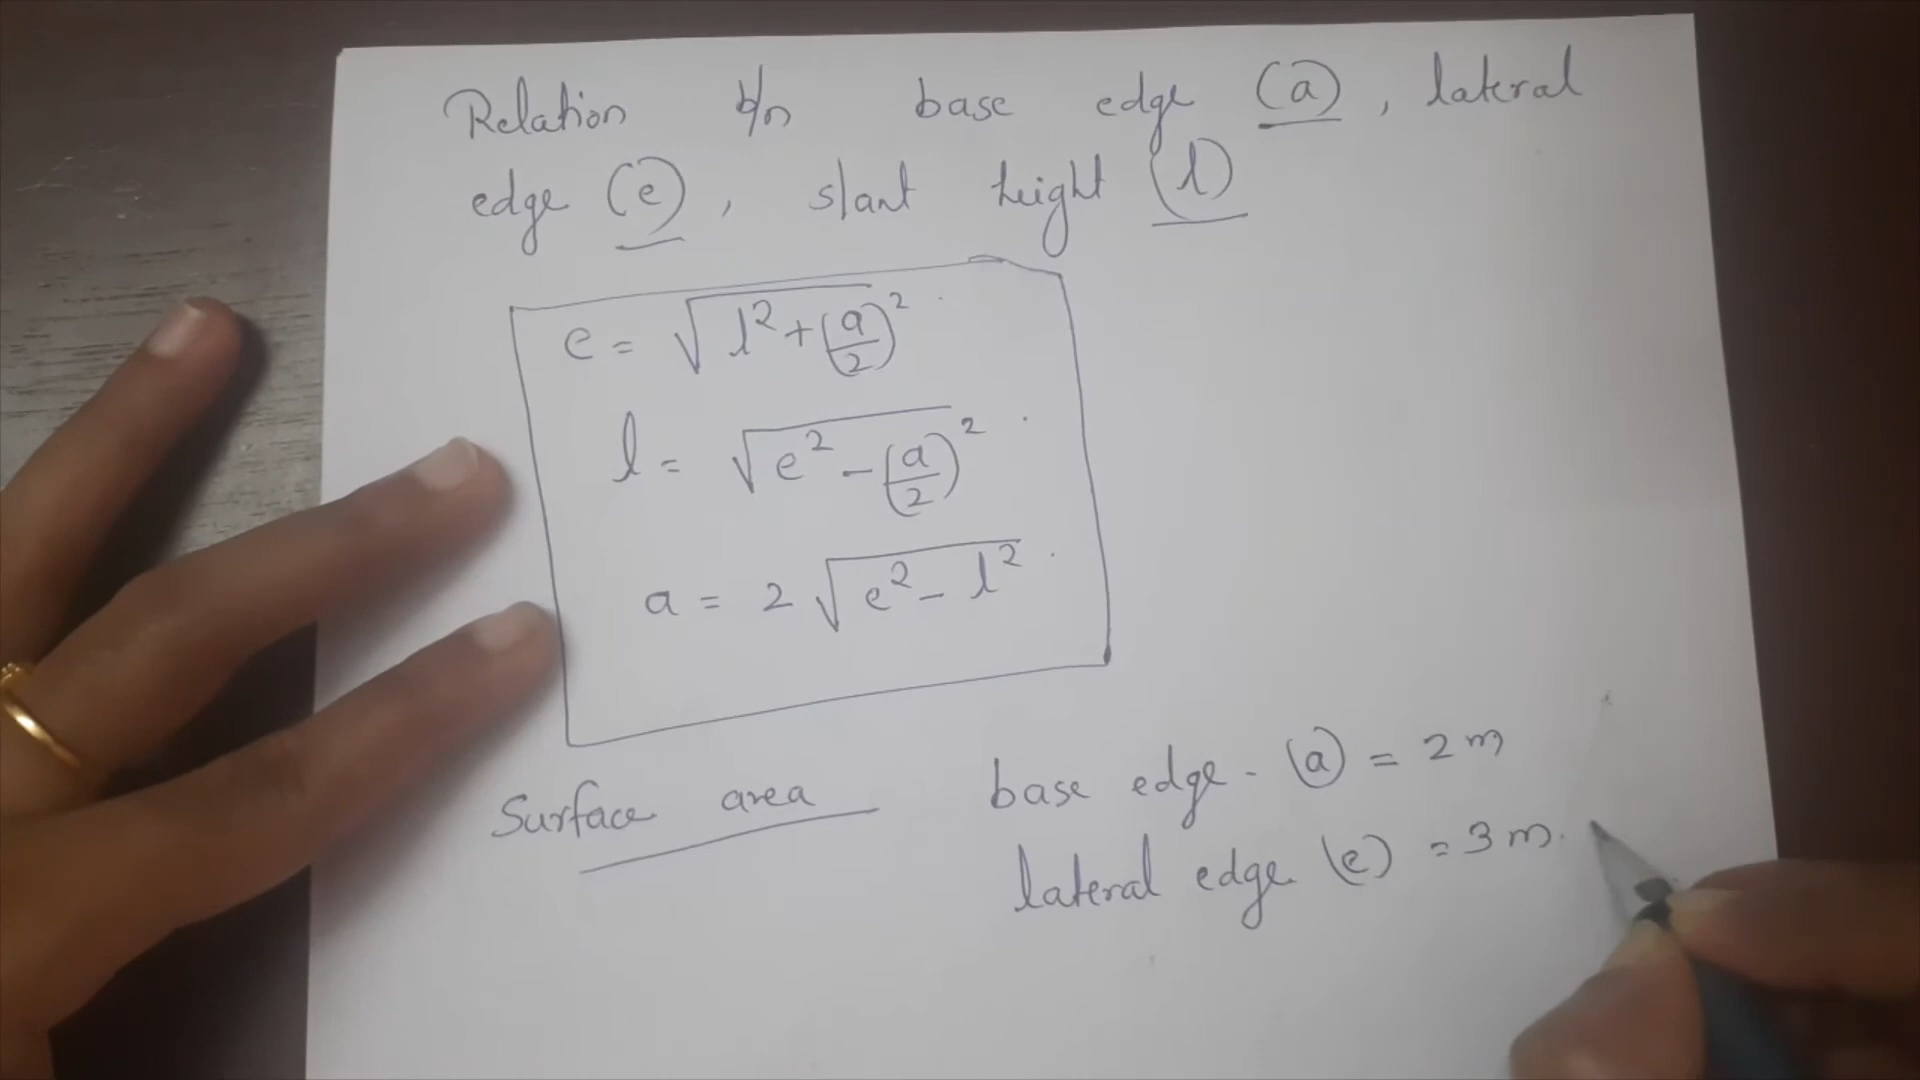 Relation b/n base edge (a), lateral
edge (e), slant height (l)
e = √l²+(a/2)²
l = √e²-(a/2)²
a = 2√e²-l²
Surface area
base edge - (a) = 2m
lateral edge (e) = 3m.